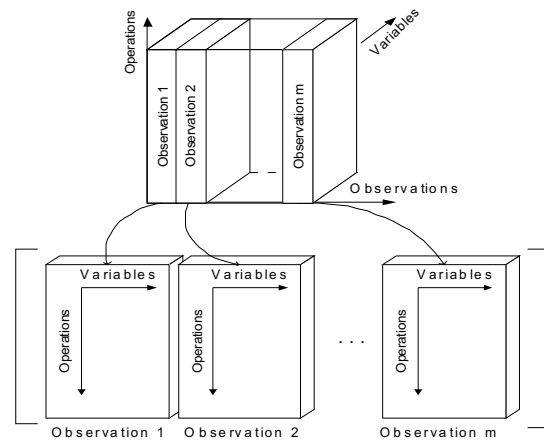 Operations
Variables
Observation 1
Observation 2
Observation m
Observations
Variables
Operations
Variables
Operations
. . .
Variables
Operations
Observation 1
Observation 2
Observation m